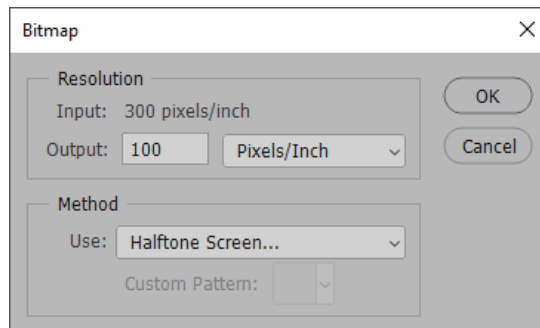 Bitmap
Resolution
Input: 300 pixels/inch
OK
Output: 100 Pixels/Inch
Cancel
Method
Use: Halftone Screen...
Custom Pattern: